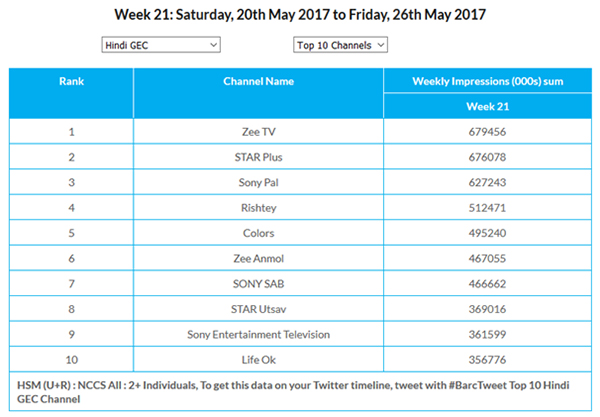 Week 21: Saturday, 20th May 2017 to Friday, 26th May 2017
Hindi GEC Top 10 Channels
Rank Channel Name Weekly Impressions (000s) sum
Week 21
1 Zee TV 679456
2 STAR Plus 676078
3 Sony Pal 627243
4 Rishtey 512471
5 Colors 495240
6 Zee Anmol 467055
7 SONY SAB 466662
8 STAR Utsav 369016
9 Sony Entertainment Television 361599
10 Life Ok 356776
HSM (U+R) : NCCS All : 2+ Individuals, To get this data on your Twitter timeline, tweet with #BarcTweet Top 10 Hindi
GEC Channel